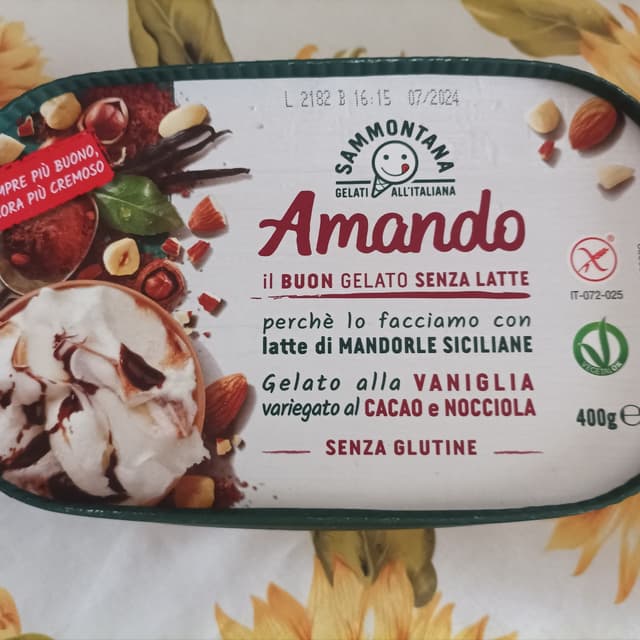 L 2182 B 16:15 07/2024
SAMMONTANA
GELATI ALL'ITALIANA
PIÙ BUONO,
PIÙ CREMOSO
Amando
il BUON GELATO SENZA LATTE
perchè lo facciamo con
latte di MANDORLE SICILIANE
Gelato alla VANIGLIA
variegato al CACAO e NOCCIOLA
SENZA GLUTINE
IT-072-025
400g ℮